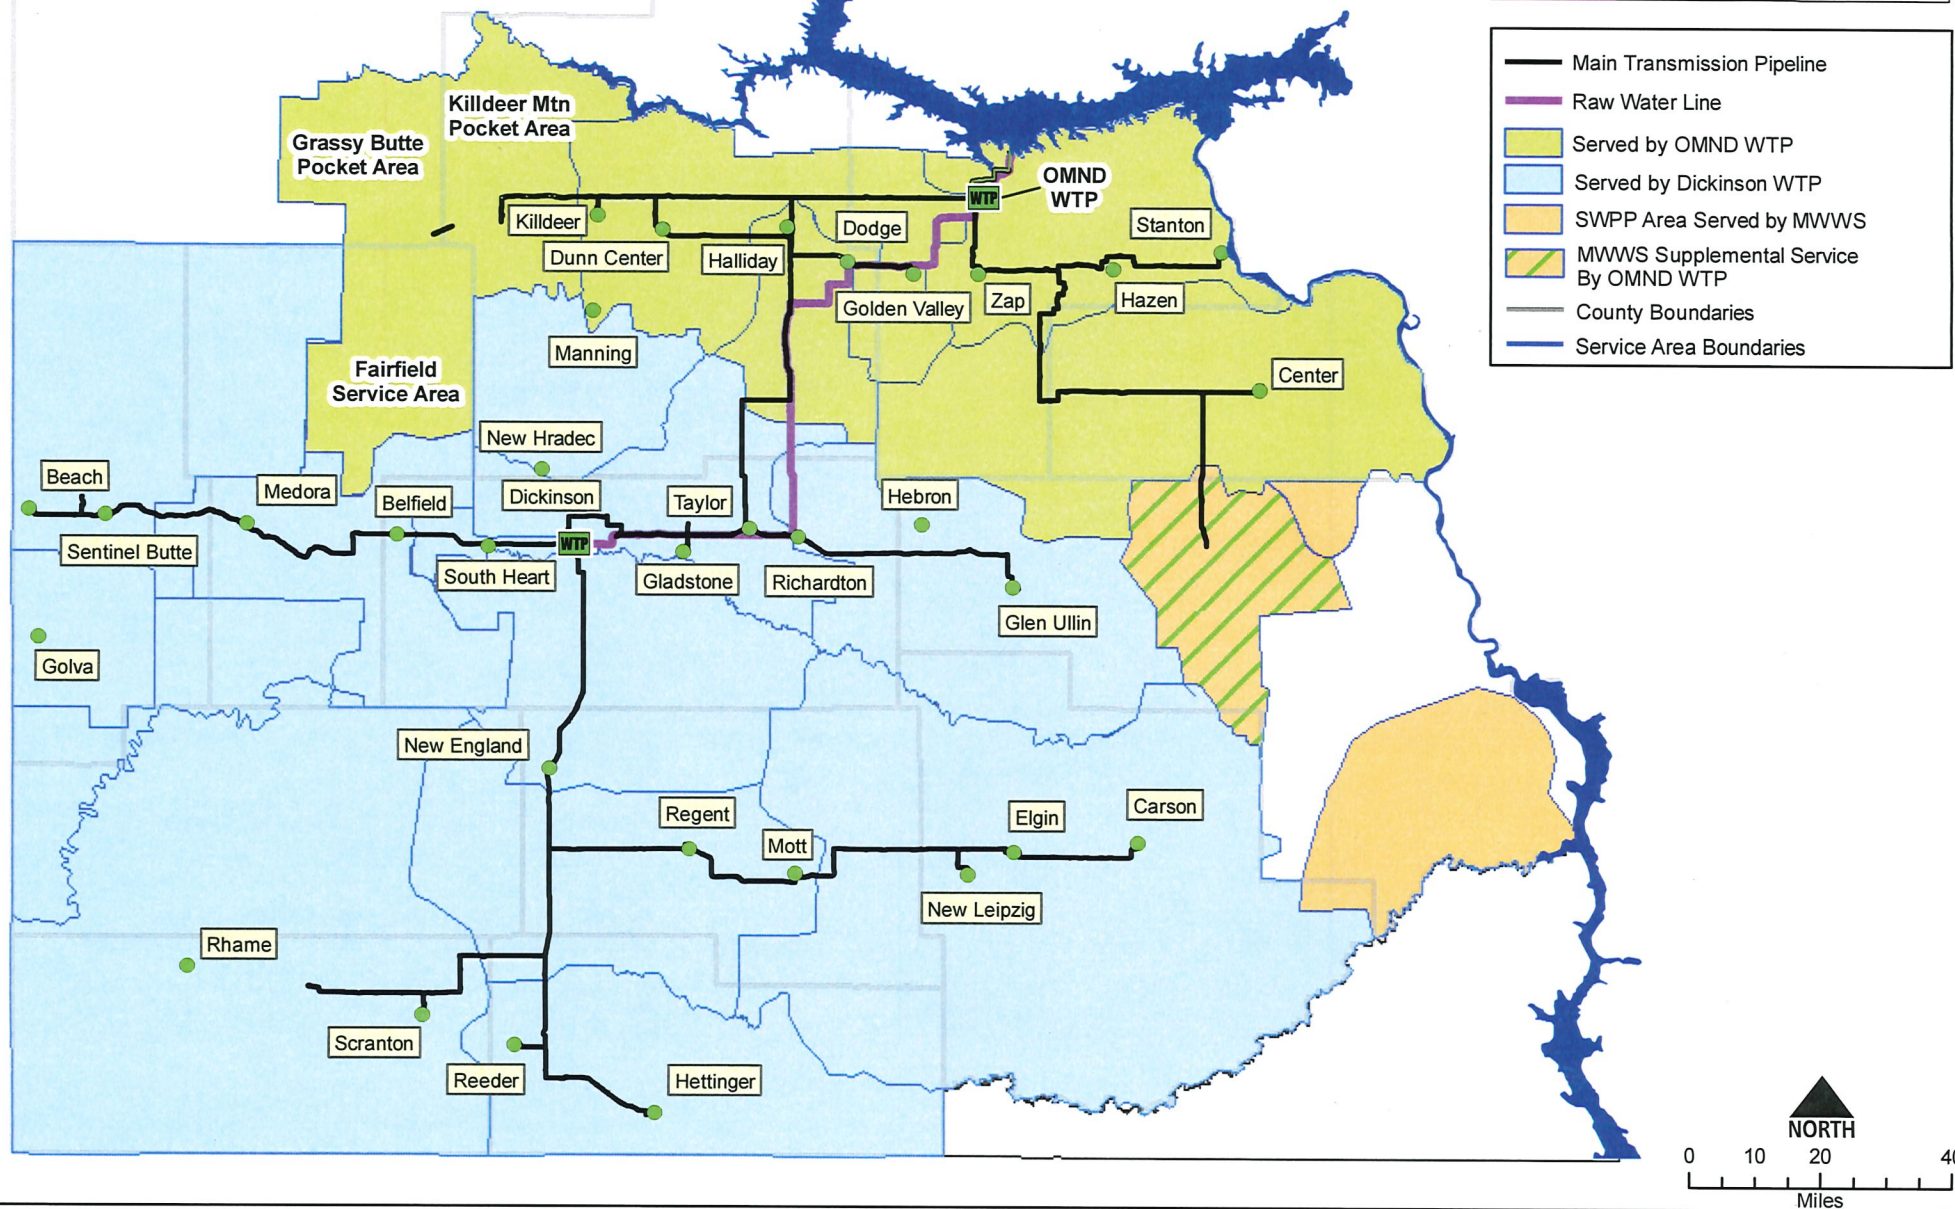 Main Transmission Pipeline
Raw Water Line
Served by OMND WTP
Served by Dickinson WTP
SWPP Area Served by MWWS
MWWS Supplemental Service
By OMND WTP
County Boundaries
Service Area Boundaries
Killdeer Mtn
Pocket Area
Grassy Butte
Pocket Area
OMND
WTP
WTP
Killdeer
Dodge
Stanton
Dunn Center
Halliday
Golden Valley
Zap
Hazen
Manning
Fairfield
Service Area
Center
New Hradec
Beach
Medora
Belfield
Dickinson
Taylor
Hebron
WTP
Sentinel Butte
South Heart
Gladstone
Richardton
Glen Ullin
Golva
New England
Regent
Mott
Elgin
Carson
New Leipzig
Rhame
Scranton
Reeder
Hettinger
NORTH
0 10 20
Miles